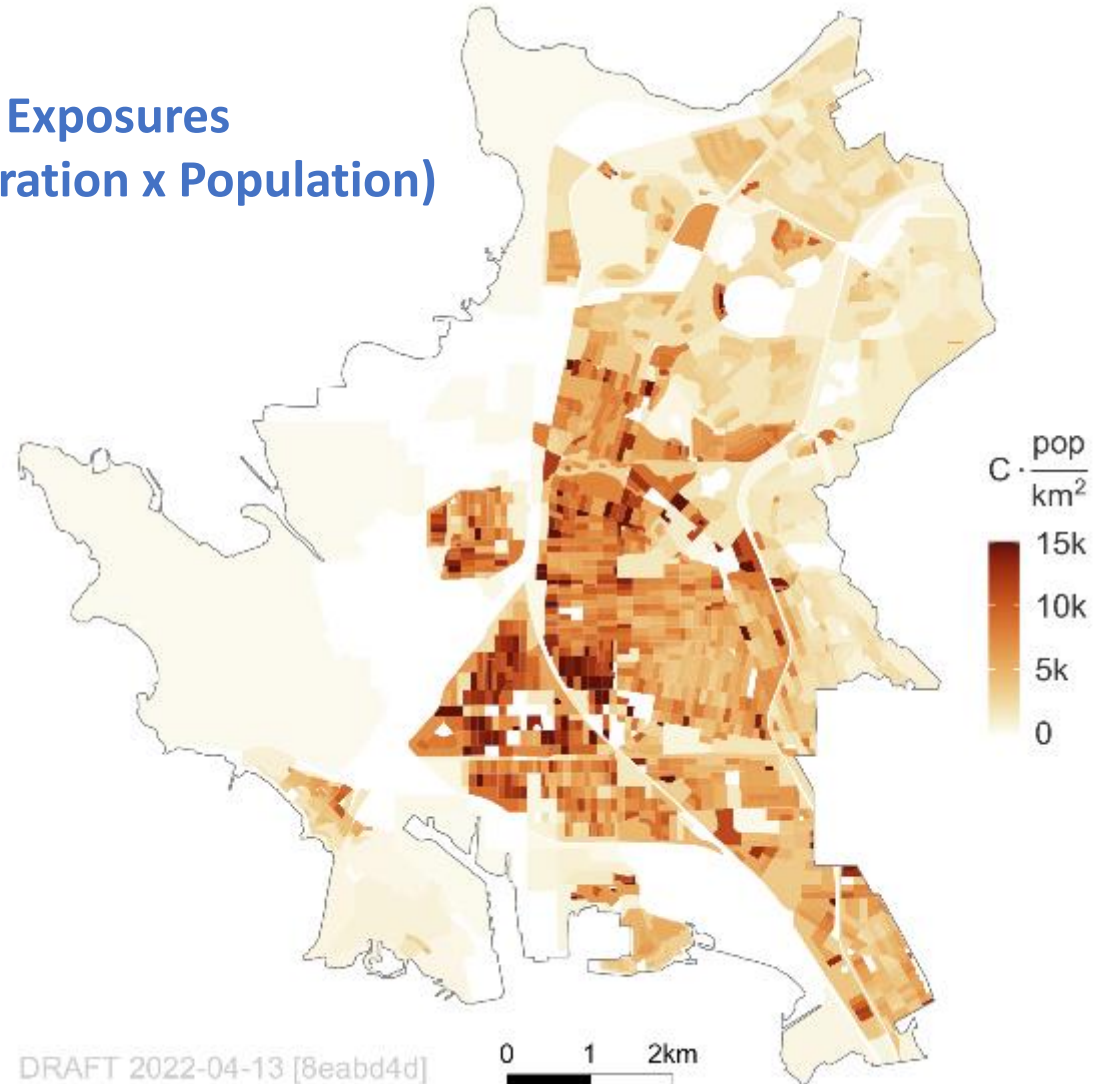 Exposures
ration x Population)
C · pop
km²
15k
10k
5k
0
DRAFT 2022-04-13 [8eabd4d]
0 1 2km